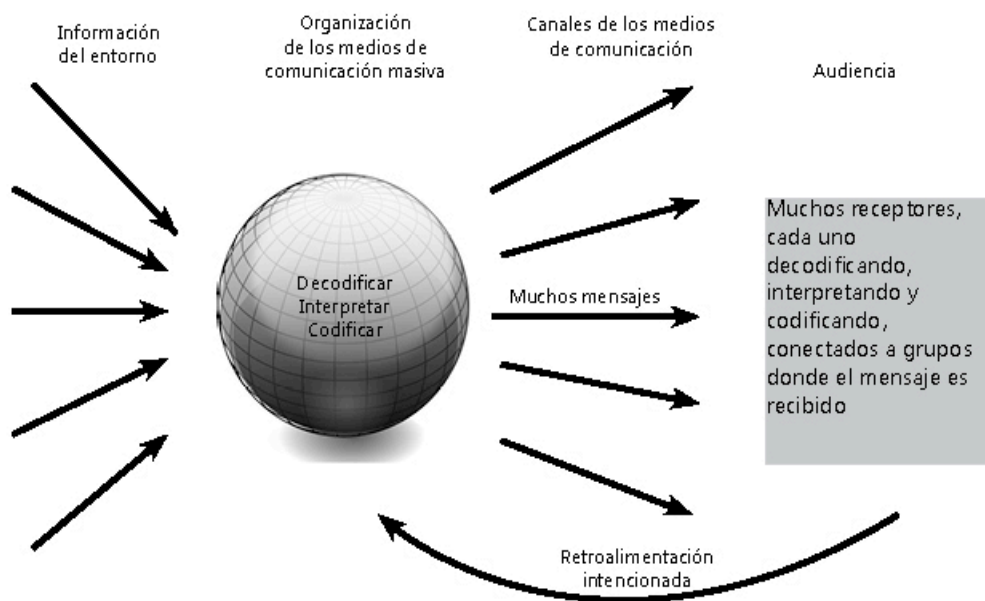 Información
del entorno
Organización
de los medios de
comunicación masiva
Canales de los medios
de comunicación
Audiencia
Decodificar
Interpretar
Codificar
Muchos mensajes
Muchos receptores,
cada uno
decodificando,
interpretando y
codificando,
conectados a grupos
donde el mensaje es
recibido
Retroalimentación
intencionada